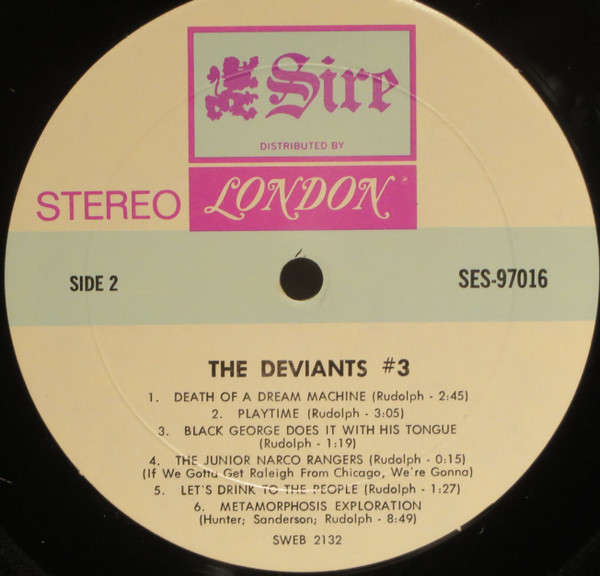 Sire
DISTRIBUTED BY
LONDON
STEREO
SIDE 2
SES-97016
THE DEVIANTS #3
1. DEATH OF A DREAM MACHINE (Rudolph - 2:45)
2. PLAYTIME (Rudolph - 3:05)
3. BLACK GEORGE DOES IT WITH HIS TONGUE
(Rudolph - 1:19)
4. THE JUNIOR NARCO RANGERS (Rudolph - 0:15)
(If We Gotta Get Raleigh From Chicago, We're Gonna)
5. LET'S DRINK TO THE PEOPLE (Rudolph - 1:27)
6. METAMORPHOSIS EXPLORATION
(Hunter; Sanderson; Rudolph - 8:49)
SWEB 2132